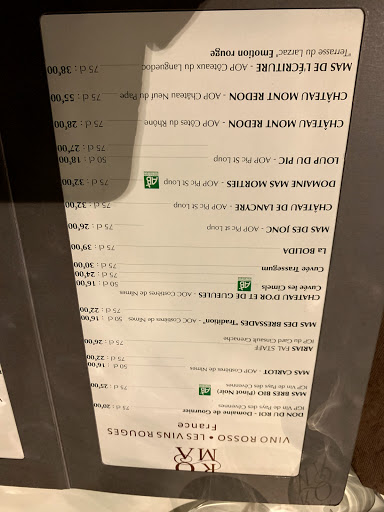 RO
MA
VINO ROSSO • LES VINS ROUGES
France
DON DU ROI - Domaine de Gournier
IGP Vin de Pays des Cévennes 75 cl : 20'00
MAS BRES BIO (Pinot Noir) AB
IGP Vin de Pays des Cévennes 75 cl : 25'00
MAS CARLOT - AOP Costières de Nîmes 50 cl : 16'00
75 cl : 22'00
ARIAS FAL STAFF
IGP du Gard Cinsault Grenache 75 cl : 26'00
MAS DES BRESSADES "Tradition" - AOC Costières de Nîmes 50 cl : 16'00
75 cl : 22'00
CHÂTEAU D'OR ET DE GUEULES - AOC Costières de Nîmes
Cuvée les Cimels AB 50 cl : 16'00
75 cl : 24'00
Cuvée Trassegum 75 cl : 30'00
La BOLIDA 75 cl : 39'00
MAS DES JONC - AOP Pic St Loup 75 cl : 26'00
CHÂTEAU DE LANCYRE - AOP Pic St Loup 75 cl : 32'00
DOMAINE MAS MORTIES - AOP Pic St Loup AB 75 cl : 32'00
LOUP DU PIC - AOP Pic St Loup 50 cl : 18'00
75 cl : 27'00
CHÂTEAU MONT REDON - AOP Côtes du Rhône 75 cl : 28'00
CHÂTEAU MONT REDON - AOP Château Neuf du Pape 75 cl : 55'00
MAS DE L'ÉCRITURE - AOP Côteaux du Languedoc 75 cl : 38'00
"Terrasse du Larzac" Émotion rouge